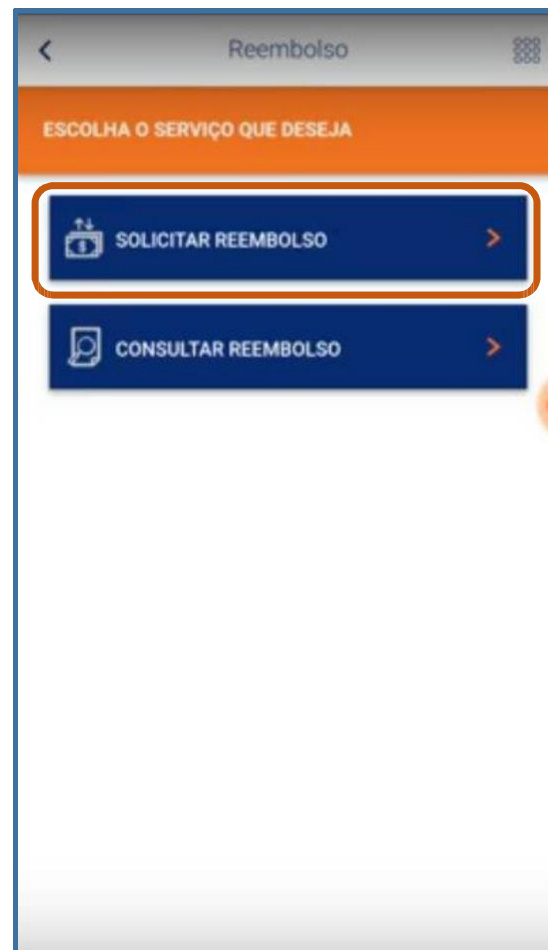 Reembolso
ESCOLHA O SERVIÇO QUE DESEJA
SOLICITAR REEMBOLSO
CONSULTAR REEMBOLSO